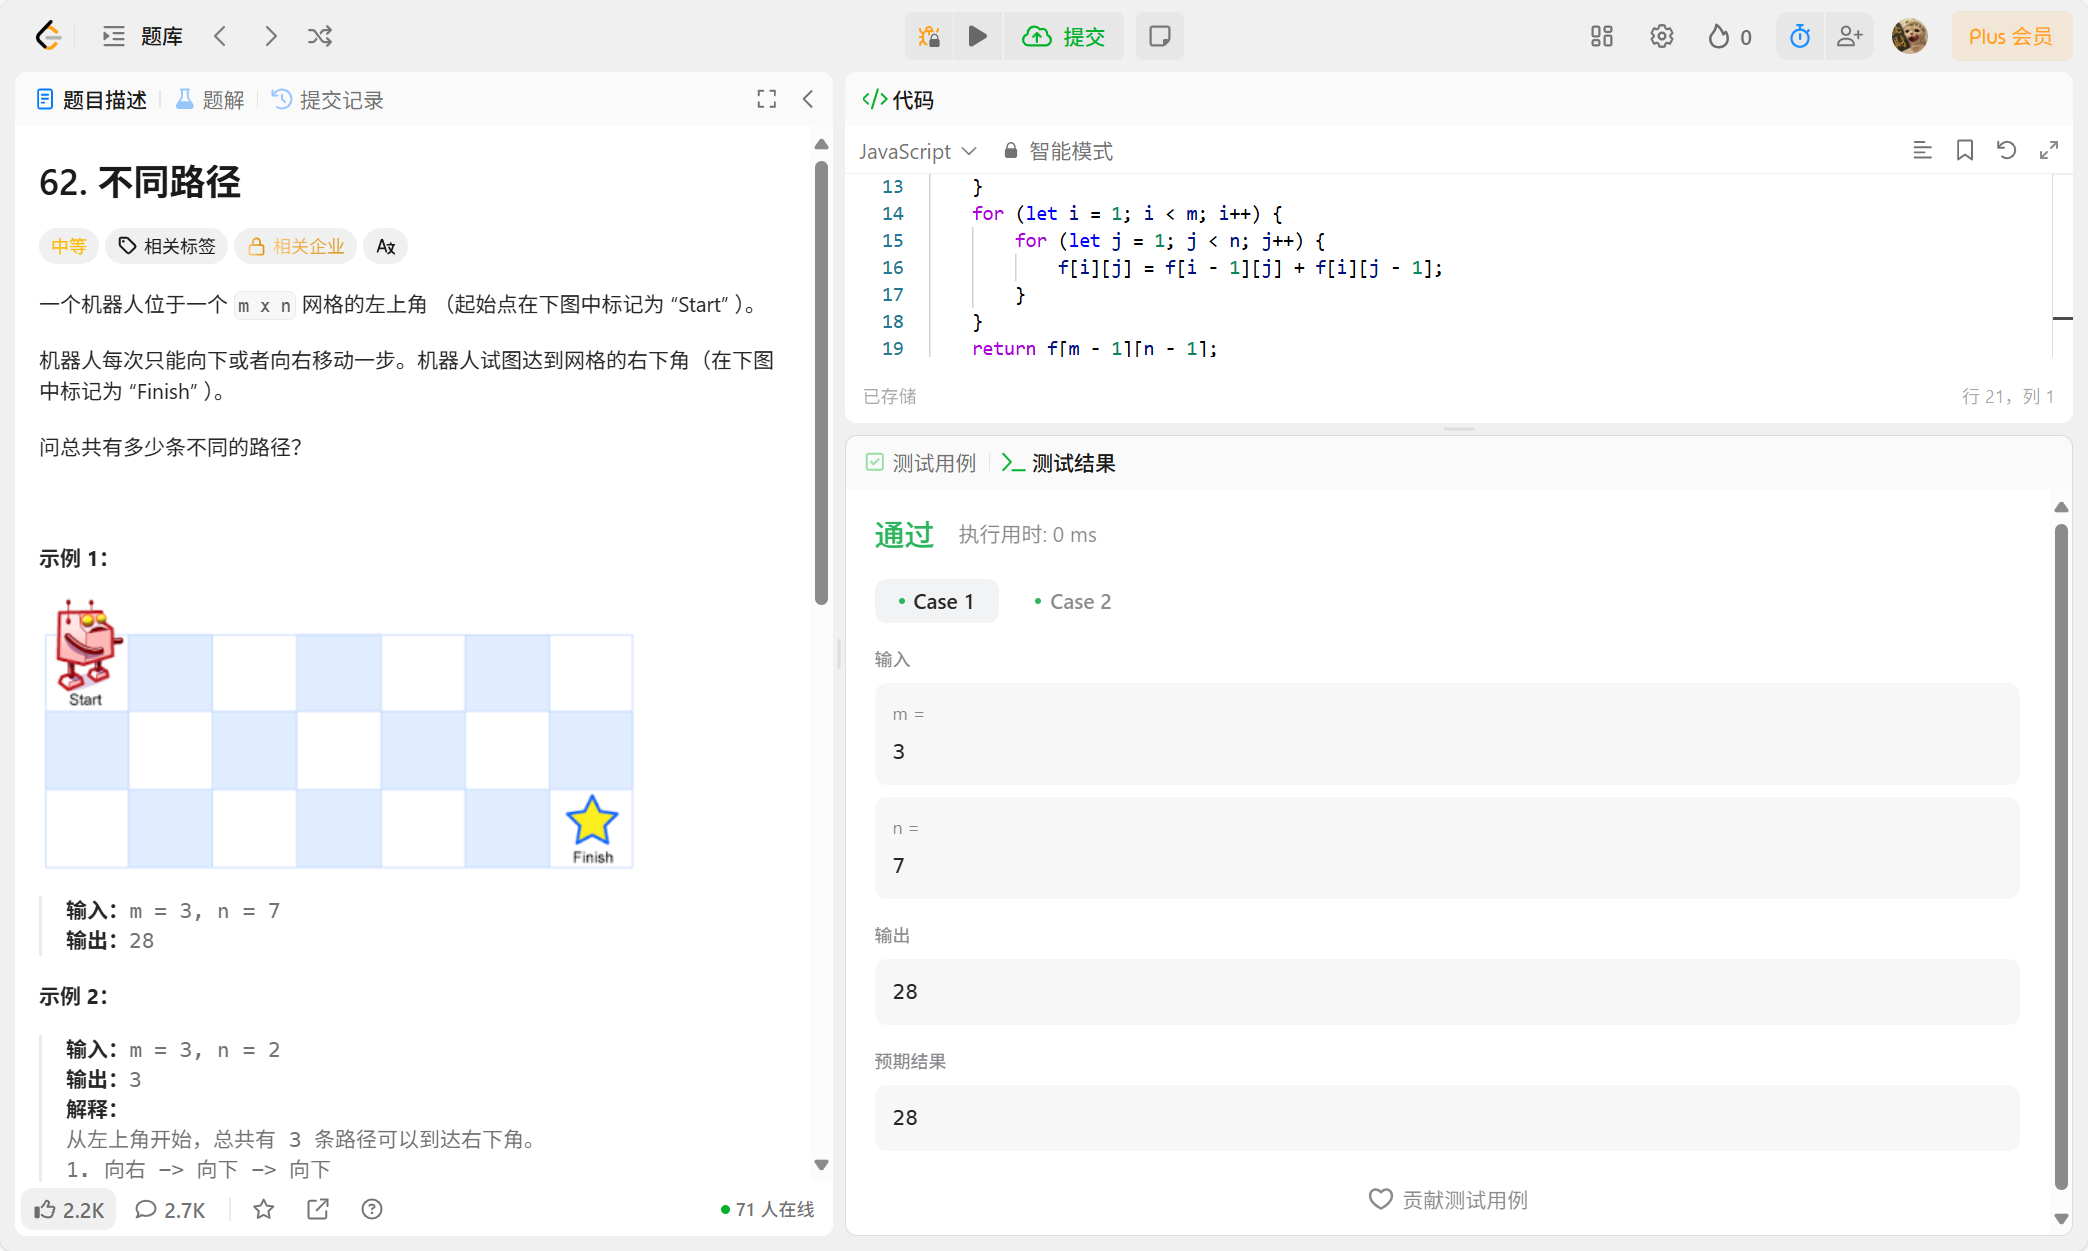 题库
提交
0
Plus 会员
题目描述
题解
提交记录
62. 不同路径
中等
相关标签
相关企业
一个机器人位于一个 m x n 网格的左上角 （起始点在下图中标记为 “Start” ）。
机器人每次只能向下或者向右移动一步。机器人试图达到网格的右下角（在下图
中标记为 “Finish” ）。
问总共有多少条不同的路径？
示例 1：
Start
Finish
输入：m = 3, n = 7
输出：28
示例 2：
输入：m = 3, n = 2
输出：3
解释：
从左上角开始，总共有 3 条路径可以到达右下角。
1. 向右 -> 向下 -> 向下
2.2K
2.7K
71 人在线
</> 代码
JavaScript
智能模式
13 }
14 for (let i = 1; i < m; i++) {
15 for (let j = 1; j < n; j++) {
16 f[i][j] = f[i - 1][j] + f[i][j - 1];
17 }
18 }
19 return f[m - 1][n - 1];
已存储
行 21，列 1
测试用例
测试结果
通过
执行用时: 0 ms
Case 1
Case 2
输入
m =
3
n =
7
输出
28
预期结果
28
贡献测试用例